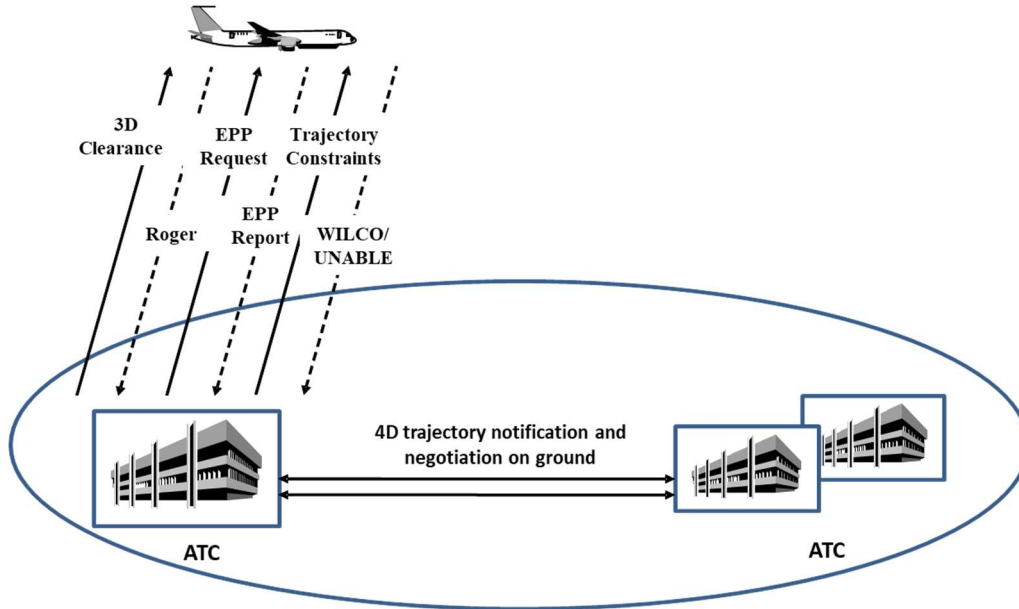 3D
Clearance
EPP
Request
Trajectory
Constraints
Roger
EPP
Report
WILCO/
UNABLE
4D trajectory notification and
negotiation on ground
ATC
ATC